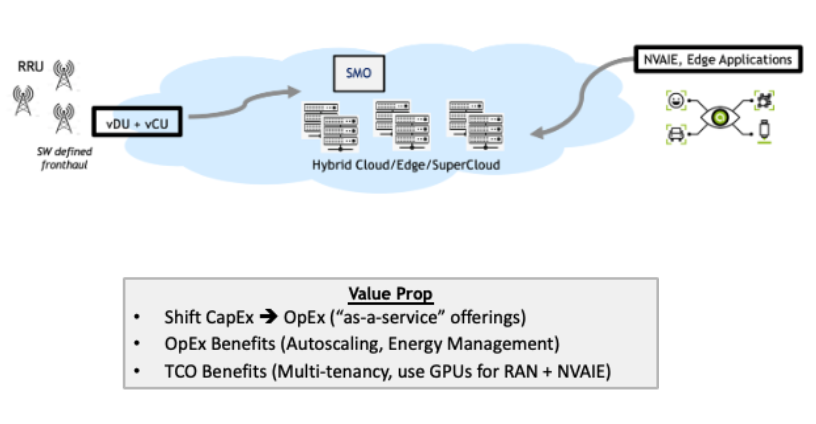 RRU
vDU + vCU
SW defined
fronthaul
SMO
Hybrid Cloud/Edge/SuperCloud
NVAIE, Edge Applications
Value Prop
• Shift CapEx ➔ OpEx (“as-a-service” offerings)
• OpEx Benefits (Autoscaling, Energy Management)
• TCO Benefits (Multi-tenancy, use GPUs for RAN + NVAIE)